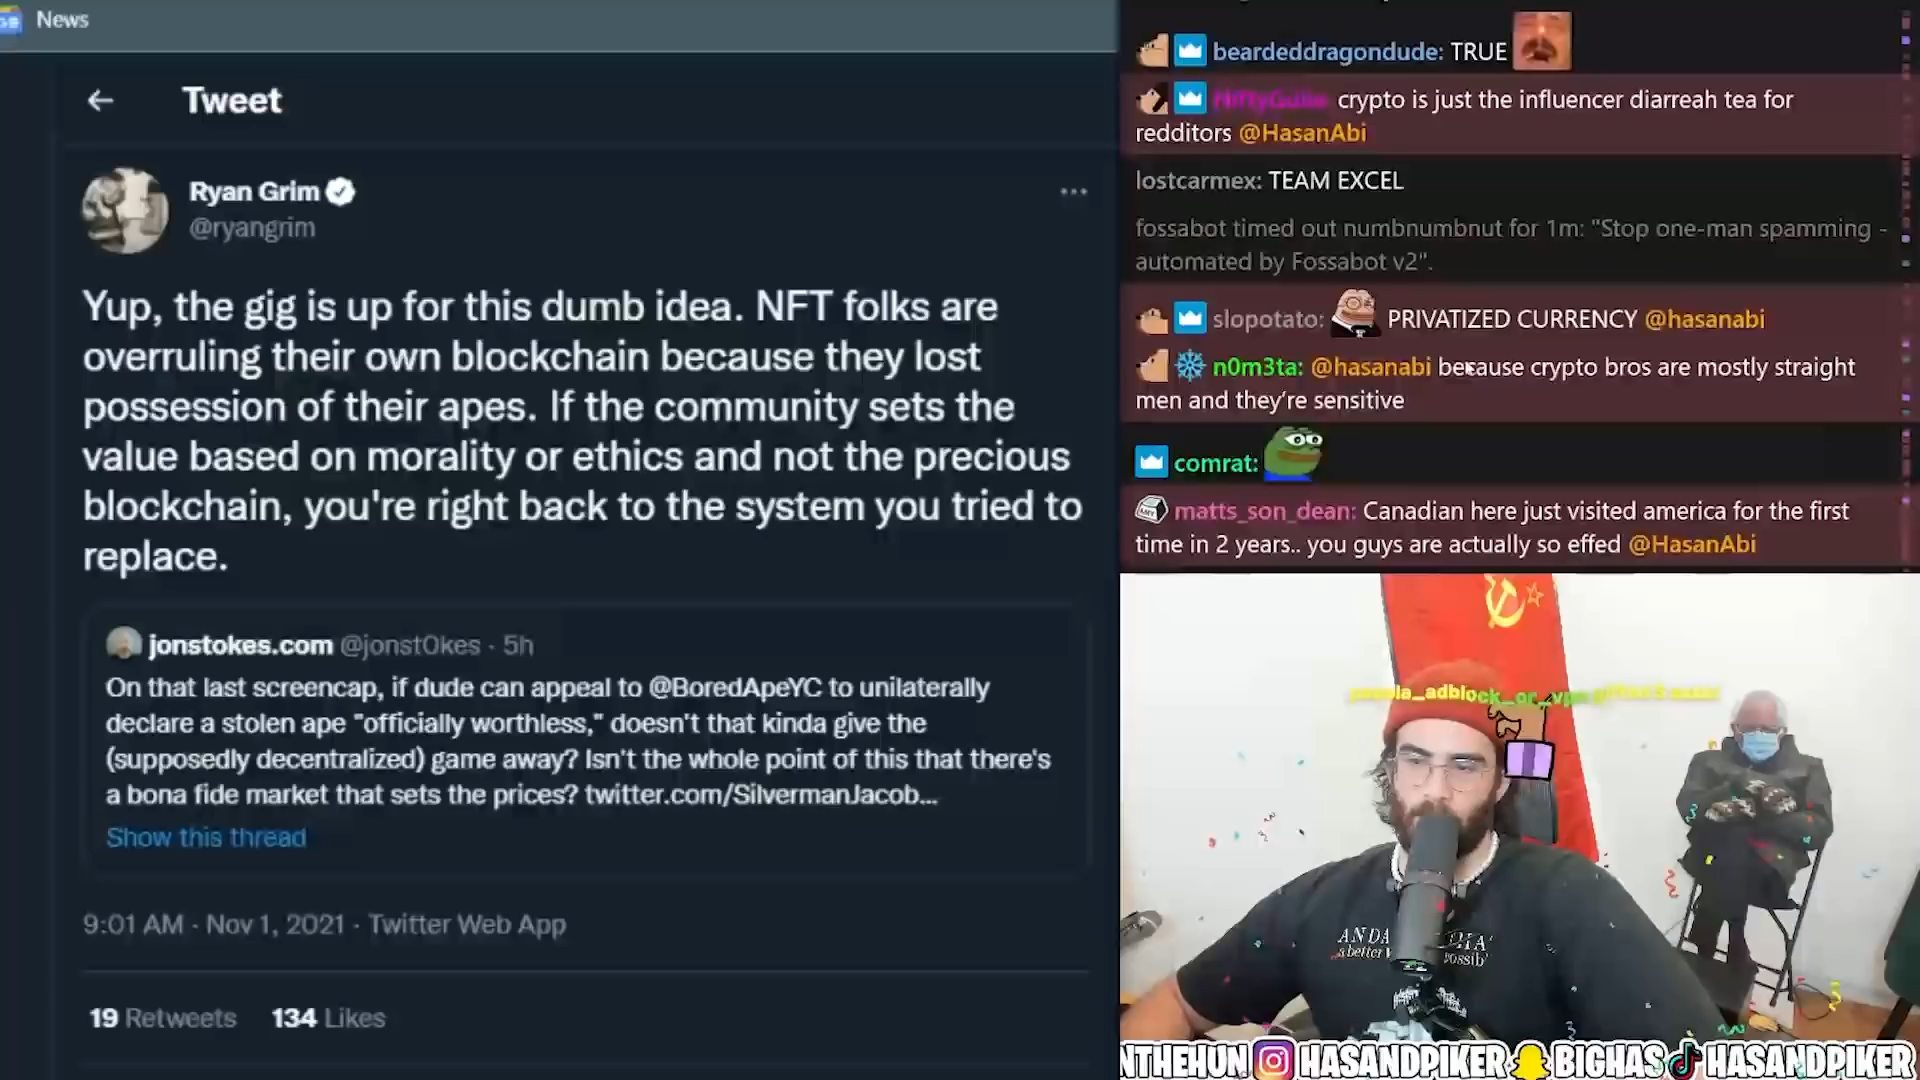 News
Tweet
Ryan Grim
@ryangrim
Yup, the gig is up for this dumb idea. NFT folks are
overruling their own blockchain because they lost
possession of their apes. If the community sets the
value based on morality or ethics and not the precious
blockchain, you're right back to the system you tried to
replace.
jonstokes.com @jonst0kes · 5h
On that last screencap, if dude can appeal to @BoredApeYC to unilaterally
declare a stolen ape "officially worthless," doesn't that kinda give the
(supposedly decentralized) game away? Isn't the whole point of this that there's
a bona fide market that sets the prices? twitter.com/SilvermanJacob...
Show this thread
9:01 AM · Nov 1, 2021 · Twitter Web App
19 Retweets 134 Likes
beardeddragondude: TRUE
crypto is just the influencer diarreah tea for
redditors @HasanAbi
lostcarmex: TEAM EXCEL
fossabot timed out numbnumbnut for 1m: "Stop one-man spamming -
automated by Fossabot v2".
slopotato: PRIVATIZED CURRENCY @hasanabi
n0m3ta: @hasanabi because crypto bros are mostly straight
men and they're sensitive
comrat:
matts_son_dean: Canadian here just visited america for the first
time in 2 years.. you guys are actually so effed @HasanAbi
a better
NTHEHUN HASANDPIKER BIGHAS HASANDPIKER